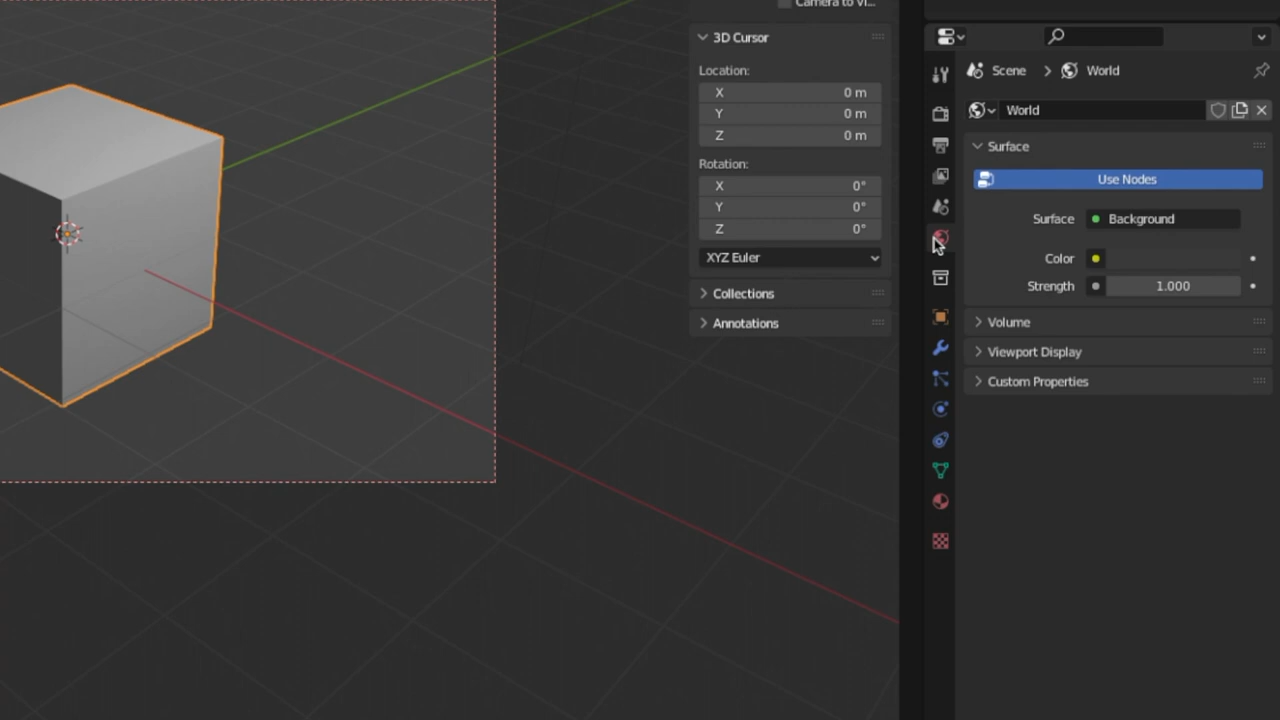 Camera to Vi...
3D Cursor
Location:
X 0 m
Y 0 m
Z 0 m
Rotation:
X 0°
Y 0°
Z 0°
XYZ Euler
Collections
Annotations
Scene > World
World
Surface
Use Nodes
Surface Background
Color
Strength 1.000
Volume
Viewport Display
Custom Properties